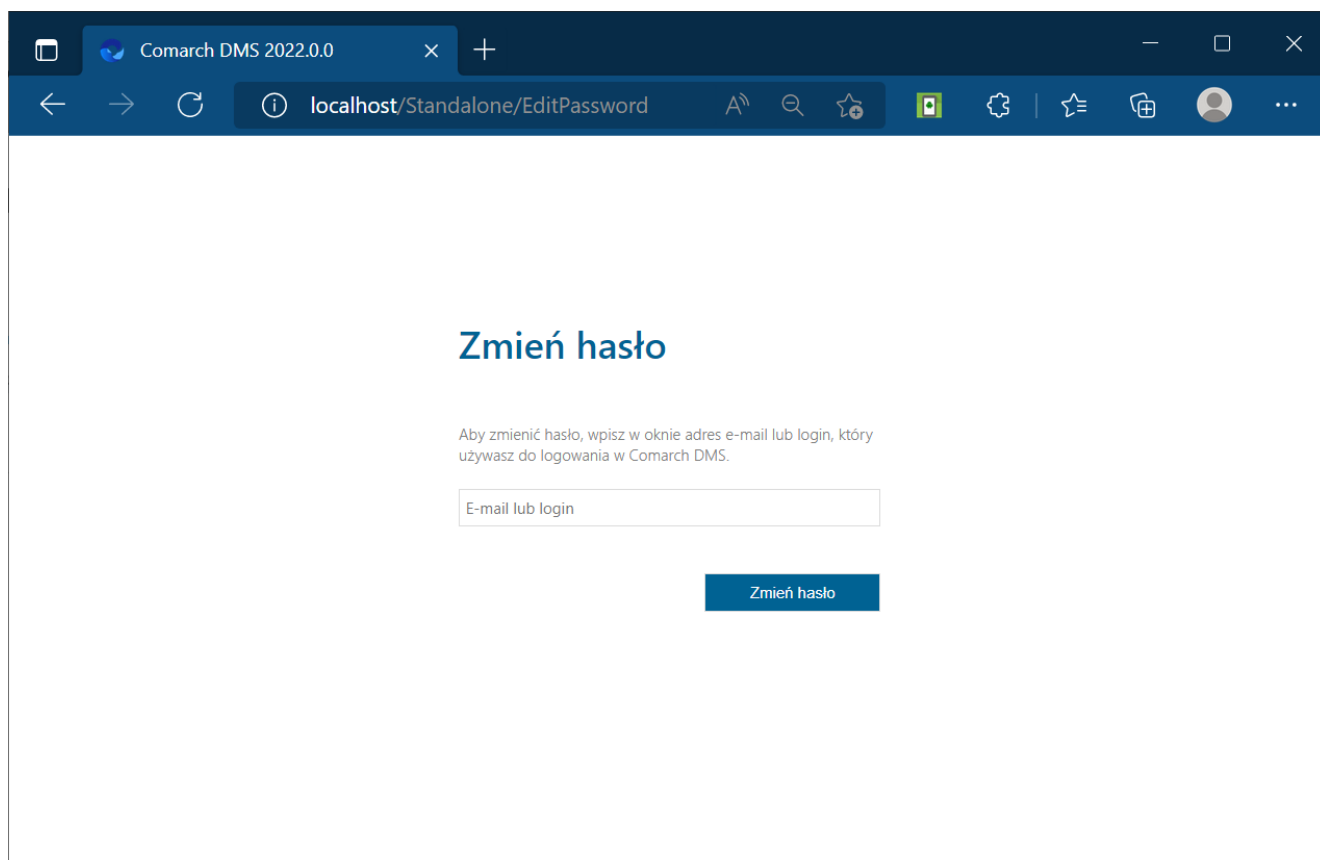 Comarch DMS 2022.0.0
localhost/Standalone/EditPassword
Zmień hasło
Aby zmienić hasło, wpisz w oknie adres e-mail lub login, który
używasz do logowania w Comarch DMS.
E-mail lub login
Zmień hasło